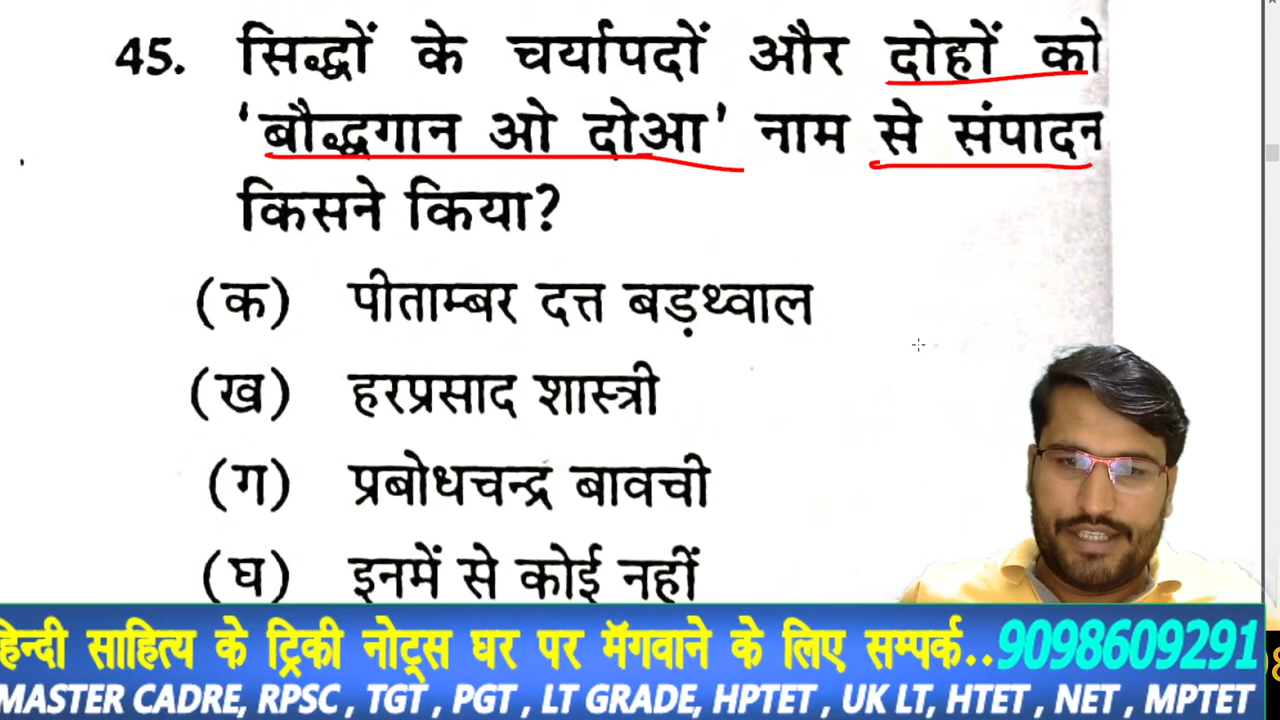 45. सिद्धों के चर्यापदों और दोहों को
'बौद्धगान ओ दोआ' नाम से संपादन
किसने किया?
(क) पीताम्बर दत्त बड़थ्वाल
(ख) हरप्रसाद शास्त्री
(ग) प्रबोधचन्द्र बावची
(घ) इनमें से कोई नहीं
हिन्दी साहित्य के ट्रिकी नोट्स घर पर मॅगवाने के लिए सम्पर्क..9098609291
MASTER CADRE, RPSC , TGT , PGT , LT GRADE, HPTET , UK LT, HTET , NET , MPTET